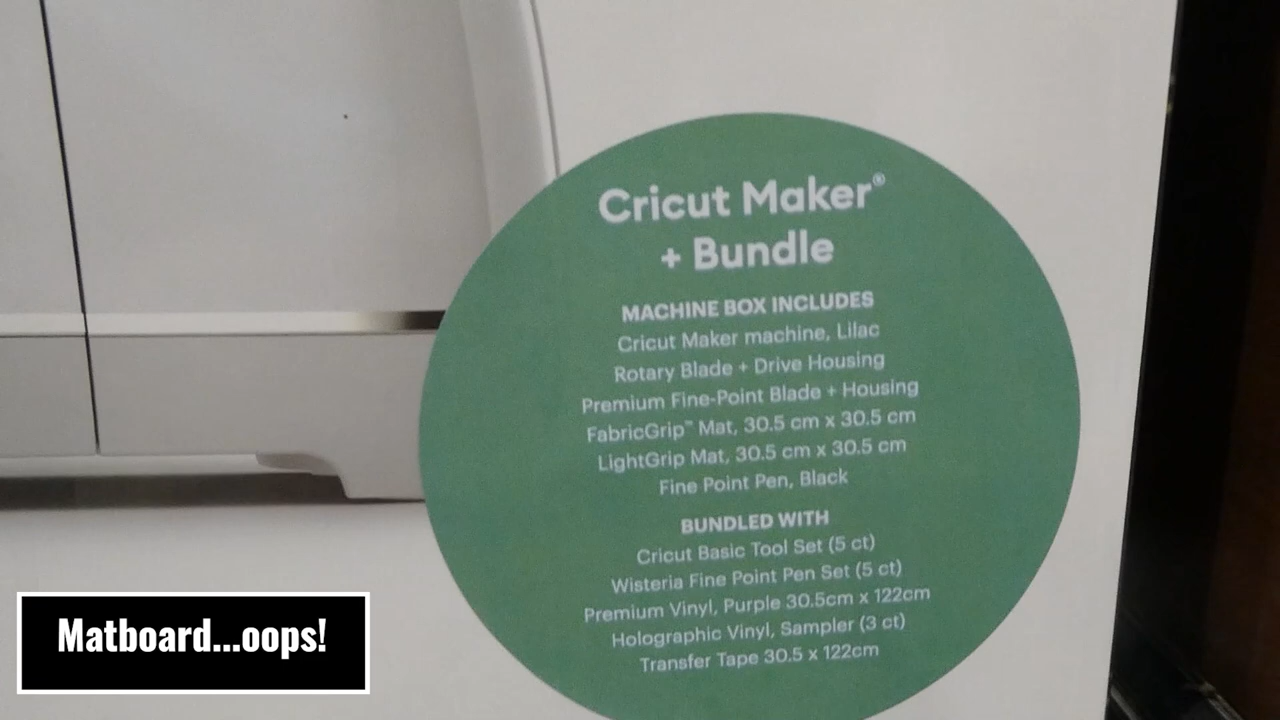 Cricut Maker®
+ Bundle
MACHINE BOX INCLUDES
Cricut Maker machine, Lilac
Rotary Blade + Drive Housing
Premium Fine-Point Blade + Housing
FabricGrip™ Mat, 30.5 cm x 30.5 cm
LightGrip Mat, 30.5 cm x 30.5 cm
Fine Point Pen, Black
BUNDLED WITH
Cricut Basic Tool Set (5 ct)
Wisteria Fine Point Pen Set (5 ct)
Premium Vinyl, Purple 30.5cm x 122cm
Holographic Vinyl, Sampler (3 ct)
Transfer Tape 30.5 x 122cm
Matboard...oops!